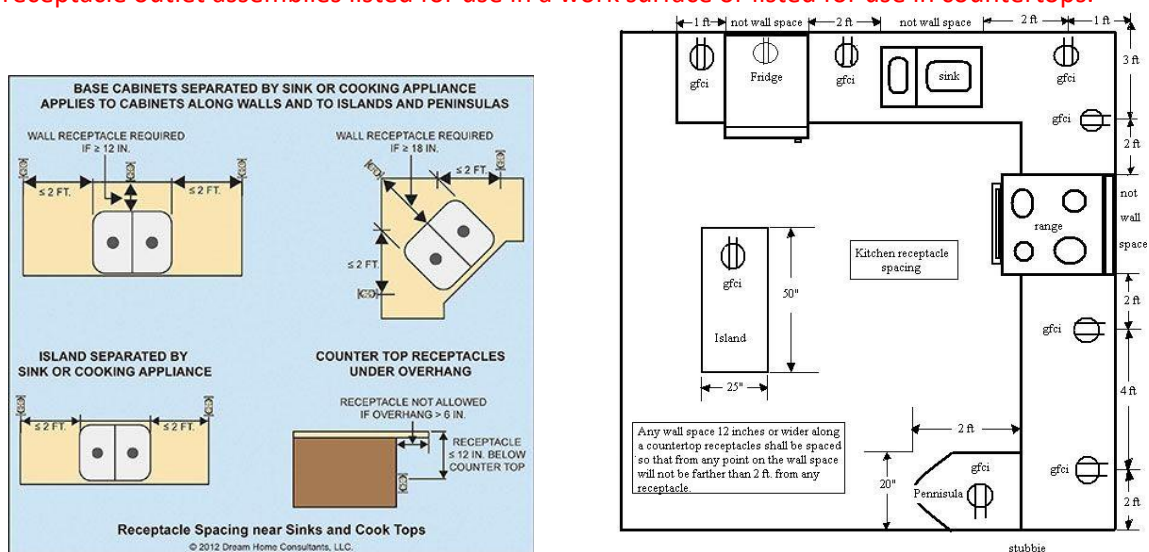 receptacle outlet assemblies listed for use in a work surface or listed for use in countertops.
BASE CABINETS SEPARATED BY SINK OR COOKING APPLIANCE
APPLIES TO CABINETS ALONG WALLS AND TO ISLANDS AND PENINSULAS
WALL RECEPTACLE REQUIRED
IF ≥ 12 IN.
≤ 2 FT.
≤ 2 FT.
WALL RECEPTACLE REQUIRED
IF ≥ 18 IN.
≤ 2 FT.
≤ 2 FT.
ISLAND SEPARATED BY
SINK OR COOKING APPLIANCE
≤ 2 FT.
≤ 2 FT.
COUNTER TOP RECEPTACLES
UNDER OVERHANG
RECEPTACLE NOT ALLOWED
IF OVERHANG > 6 IN.
RECEPTACLE
≤ 12 IN. BELOW
COUNTER TOP
Receptacle Spacing near Sinks and Cook Tops
© 2012 Dream Home Consultants, LLC.
1 ft
not wall space
2 ft
not wall space
2 ft
1 ft
gfci
Fridge
gfci
sink
gfci
3 ft
gfci
2 ft
range
not
wall
space
Kitchen receptacle
spacing
gfci
Island
50"
25"
2 ft
gfci
4 ft
gfci
2 ft
Any wall space 12 inches or wider along
a countertop receptacles shall be spaced
so that from any point on the wall space
will not be farther than 2 ft. from any
receptacle.
2 ft
20"
gfci
Pennisula
stubbie